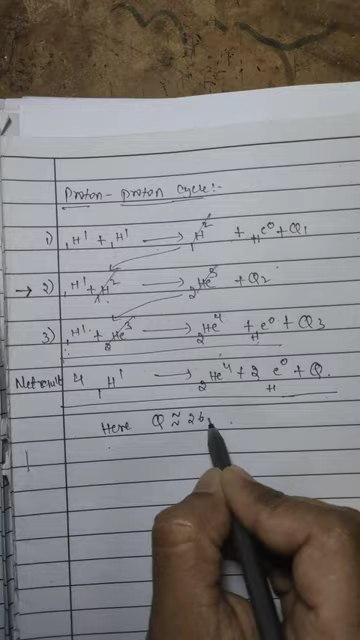 Proton-Proton Cycle:-
1) ₁H¹ + ₁H¹ → ₁H² + ₊₁e⁰ + Q₁
→ 2) ₁H¹ + ₁H² → ₂He³ + Q₂
3) ₁H¹ + ₂He³ → ₂He⁴ + ₊₁e⁰ + Q₃
Net result 4 ₁H¹ → ₂He⁴ + 2 ₊₁e⁰ + Q.
Here Q ≈ 26